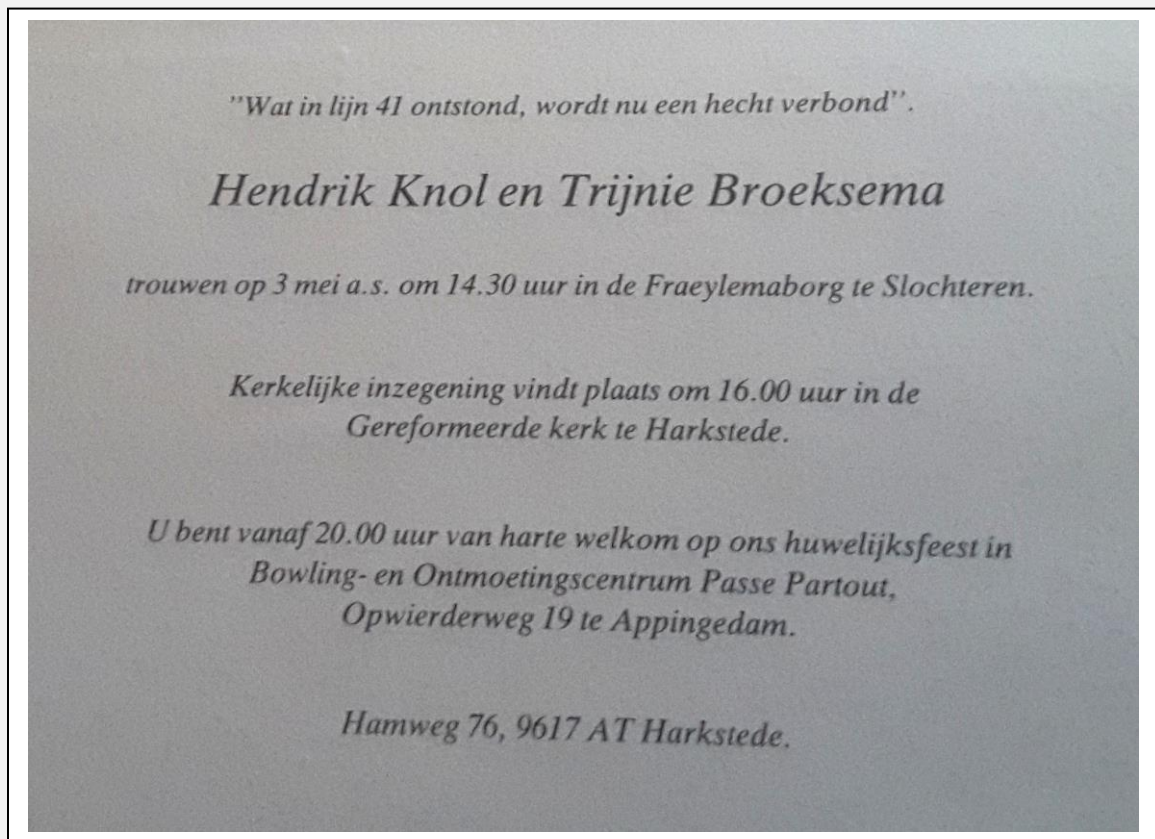 ''Wat in lijn 41 ontstond, wordt nu een hecht verbond''.
Hendrik Knol en Trijnie Broeksema
trouwen op 3 mei a.s. om 14.30 uur in de Fraeylemaborg te Slochteren.
Kerkelijke inzegening vindt plaats om 16.00 uur in de
Gereformeerde kerk te Harkstede.
U bent vanaf 20.00 uur van harte welkom op ons huwelijksfeest in
Bowling- en Ontmoetingscentrum Passe Partout,
Opwierderweg 19 te Appingedam.
Hamweg 76, 9617 AT Harkstede.